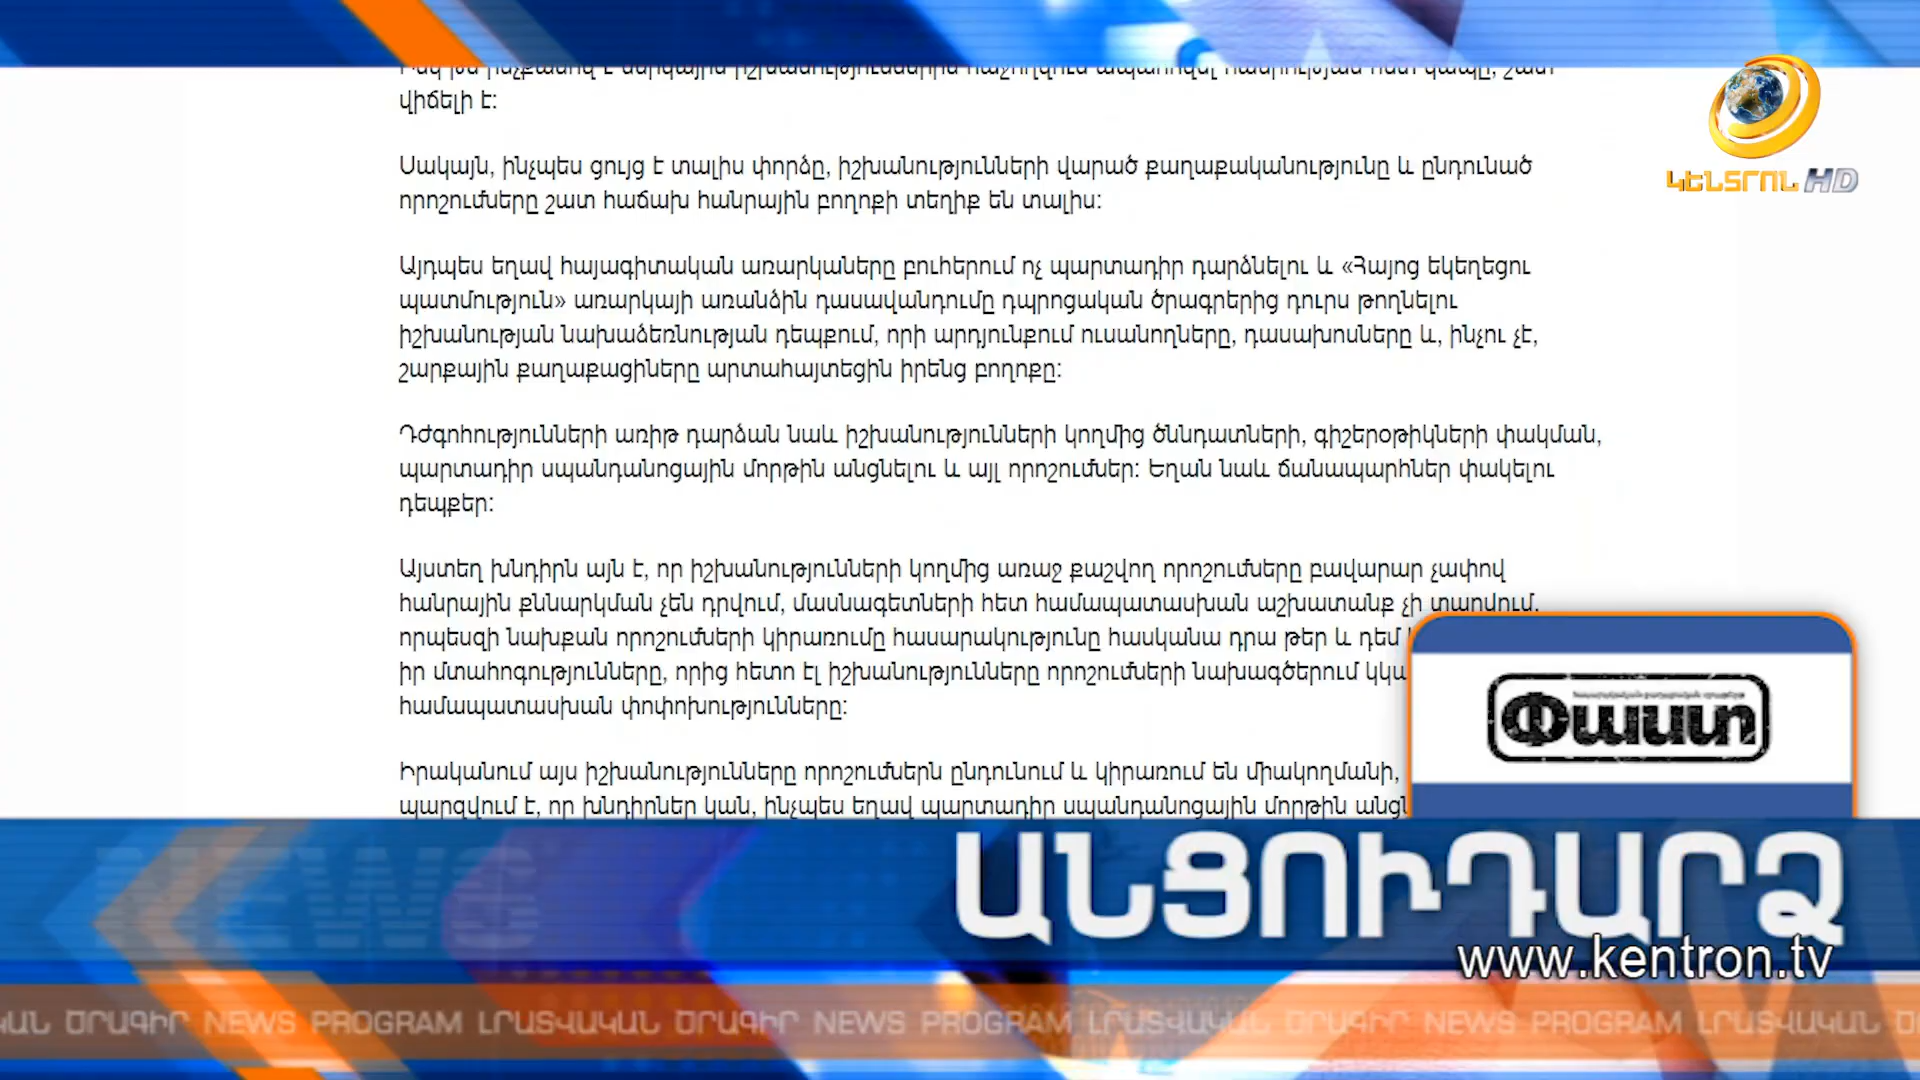 վիճելի է:
Սակայն, ինչպես ցույց է տալիս փորձը, իշխանությունների վարած քաղաքականությունը և ընդունած
որոշումները շատ հաճախ հանրային բողոքի տեղիք են տալիս:
Այդպես եղավ հայագիտական առարկաները բուհերում ոչ պարտադիր դարձնելու և «Հայոց եկեղեցու
պատմություն» առարկայի առանձին դասավանդումը դպրոցական ծրագրերից դուրս թողնելու
իշխանության նախաձեռնության դեպքում, որի արդյունքում ուսանողները, դասախոսները և, ինչու չէ,
շարքային քաղաքացիները արտահայտեցին իրենց բողոքը:
Դժգոհությունների առիթ դարձան նաև իշխանությունների կողմից ծննդատների, գիշերօթիկների փակման,
պարտադիր սպանդանոցային մորթին անցնելու և այլ որոշումներ: Եղան նաև ճանապարհներ փակելու
դեպքեր:
Այստեղ խնդիրն այն է, որ իշխանությունների կողմից առաջ քաշվող որոշումները բավարար չափով
հանրային քննարկման չեն դրվում, մասնագետների հետ համապատասխան աշխատանք չի տարվում,
որպեսզի նախքան որոշումների կիրառումը հասարակությունը հասկանա դրա թեր և դեմ
իր մտահոգությունները, որից հետո էլ իշխանությունները որոշումների նախագծերում
համապատասխան փոփոխությունները:
Իրականում այս իշխանությունները որոշումներն ընդունում և կիրառում են միակողմանի,
պարզվում է, որ խնդիրներ կան, ինչպես եղավ պարտադիր սպանդանոցային մորթին
ԿԵՆՏՐՈՆ HD
Փաստ
NEWS
ԱՆՑՈՒԴԱՐՁ
www.kentron.tv
ԾՐԱԳԻՐ NEWS PROGRAM ԼՐԱՏՎԱԿԱՆ ԾՐԱԳԻՐ NEWS PROGRAM ԼՐԱՏՎԱԿԱՆ ԾՐԱԳԻՐ NEWS PROGRAM ԼՐԱՏՎԱԿԱՆ